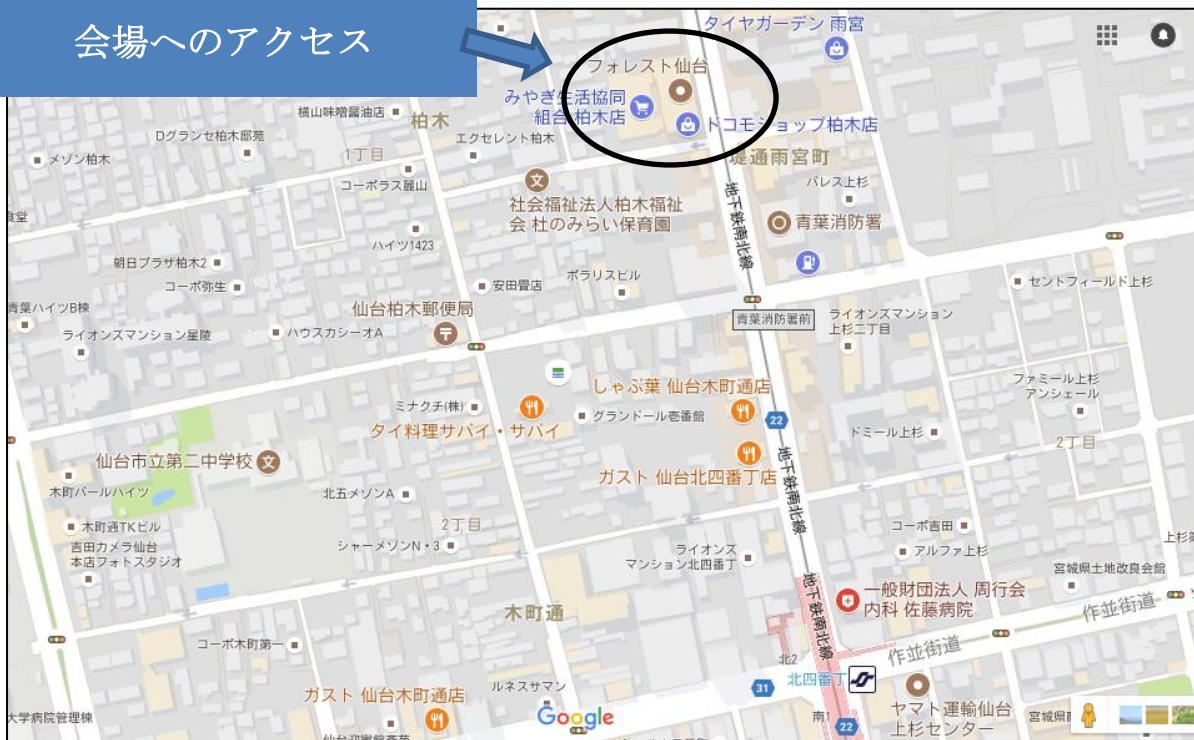 会場へのアクセス
タイヤガーデン 雨宮
フォレスト仙台
みやぎ生活協同
組合 柏木店
ドコモショップ柏木店
横山味噌醤油店
柏木
Dグランセ柏木邸苑
エクセレント柏木
メゾン柏木
1丁目
堤通雨宮町
コーポラス麗山
パレス上杉
食堂
社会福祉法人柏木福祉
会 杜のみらい保育園
地下鉄南北線
青葉消防署
ハイツ1423
朝日プラザ柏木2
コーポ弥生
安田畳店
ポラリスビル
セントフィールド上杉
青葉ハイツB棟
仙台柏木郵便局
青葉消防署前
ライオンズマンション
上杉二丁目
ライオンズマンション星陵
ハウスカシーオA
しゃぶ葉 仙台木町通店
ファミール上杉
アンシェール
ミナクチ(株)
グランドール壱番館
22
タイ料理サバイ・サバイ
ドミール上杉
2丁目
仙台市立第二中学校
ガスト 仙台北四番丁店
地下鉄南北線
木町パールハイツ
北五メゾンA
木町通TKビル
2丁目
コーポ吉田
吉田カメラ仙台
本店フォトスタジオ
シャーメゾンN・3
ライオンズ
マンション北四番丁
アルファ上杉
宮城県土地改良会館
地下鉄南北線
一般財団法人 周行会
内科 佐藤病院
木町通
作並街道
コーポ木町第一
作並街道
北2
北四番丁
31
ガスト 仙台木町通店
ルネスサマン
Google
大学病院管理棟
南1
22
ヤマト運輸仙台
上杉センター